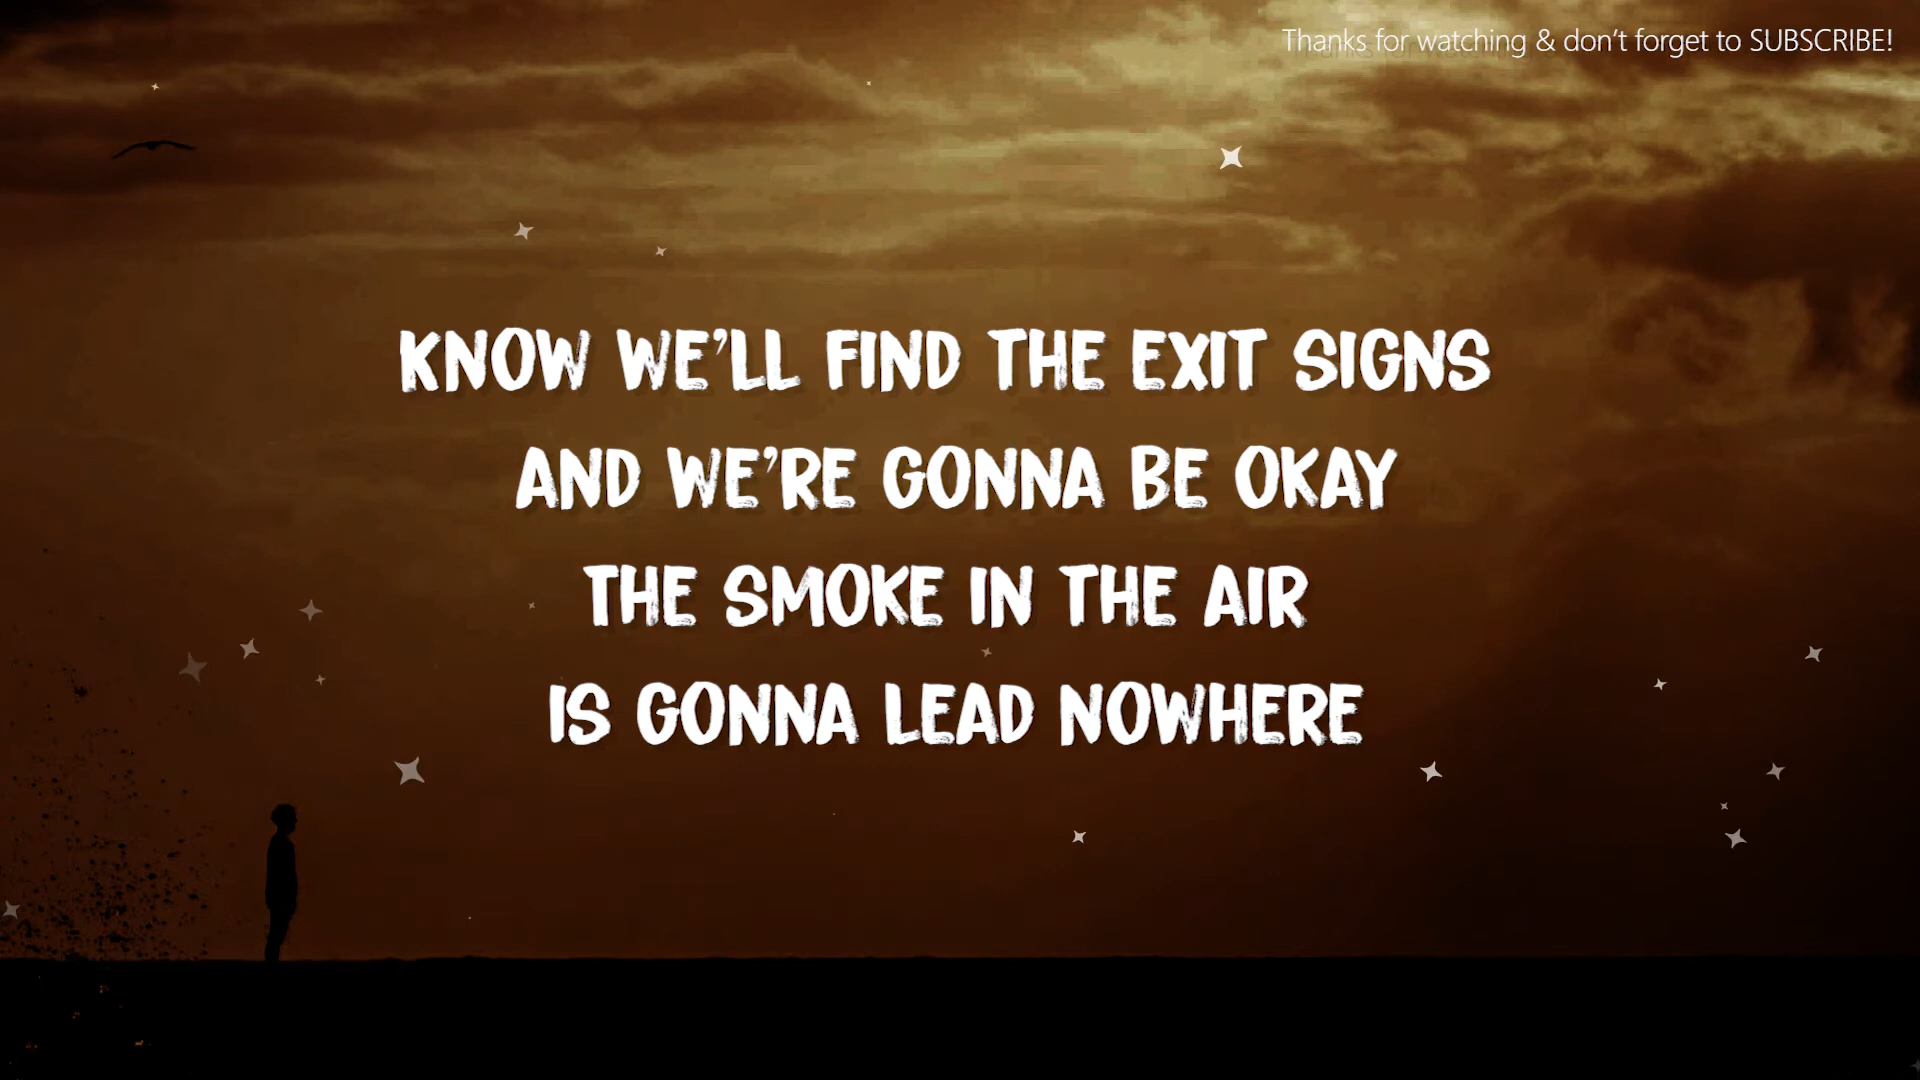 Thanks for watching & don't forget to SUBSCRIBE!
KNOW WE'LL FIND THE EXIT SIGNS
AND WE'RE GONNA BE OKAY
THE SMOKE IN THE AIR
IS GONNA LEAD NOWHERE